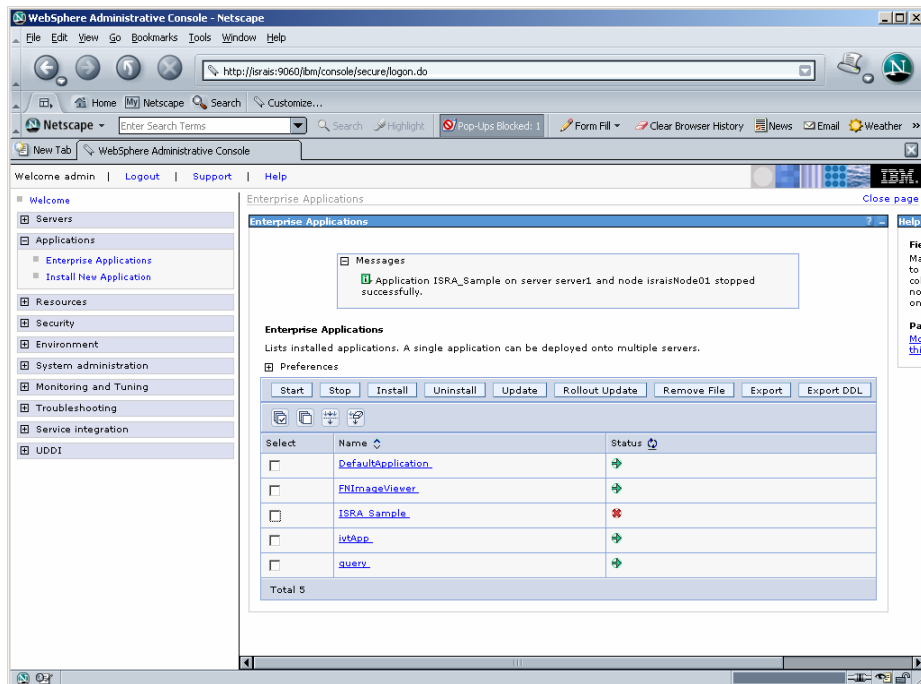 WebSphere Administrative Console - Netscape
File Edit View Go Bookmarks Tools Window Help
http://israis:9060/ibm/console/secure/logon.do
Home My Netscape Search Customize...
Netscape Enter Search Terms Search Highlight Pop-Ups Blocked: 1 Form Fill Clear Browser History News Email Weather »
New Tab WebSphere Administrative Console
Welcome admin | Logout | Support | Help IBM.
Welcome
Servers
Applications
Enterprise Applications
Install New Application
Resources
Security
Environment
System administration
Monitoring and Tuning
Troubleshooting
Service integration
UDDI
Enterprise Applications Close page
Enterprise Applications ? Help
Messages
Application ISRA_Sample on server server1 and node israisNode01 stopped
successfully.
Enterprise Applications
Lists installed applications. A single application can be deployed onto multiple servers.
Preferences
Start Stop Install Uninstall Update Rollout Update Remove File Export Export DDL
Select Name Status
DefaultApplication
FNImageViewer
ISRA_Sample
ivtApp
query
Total 5